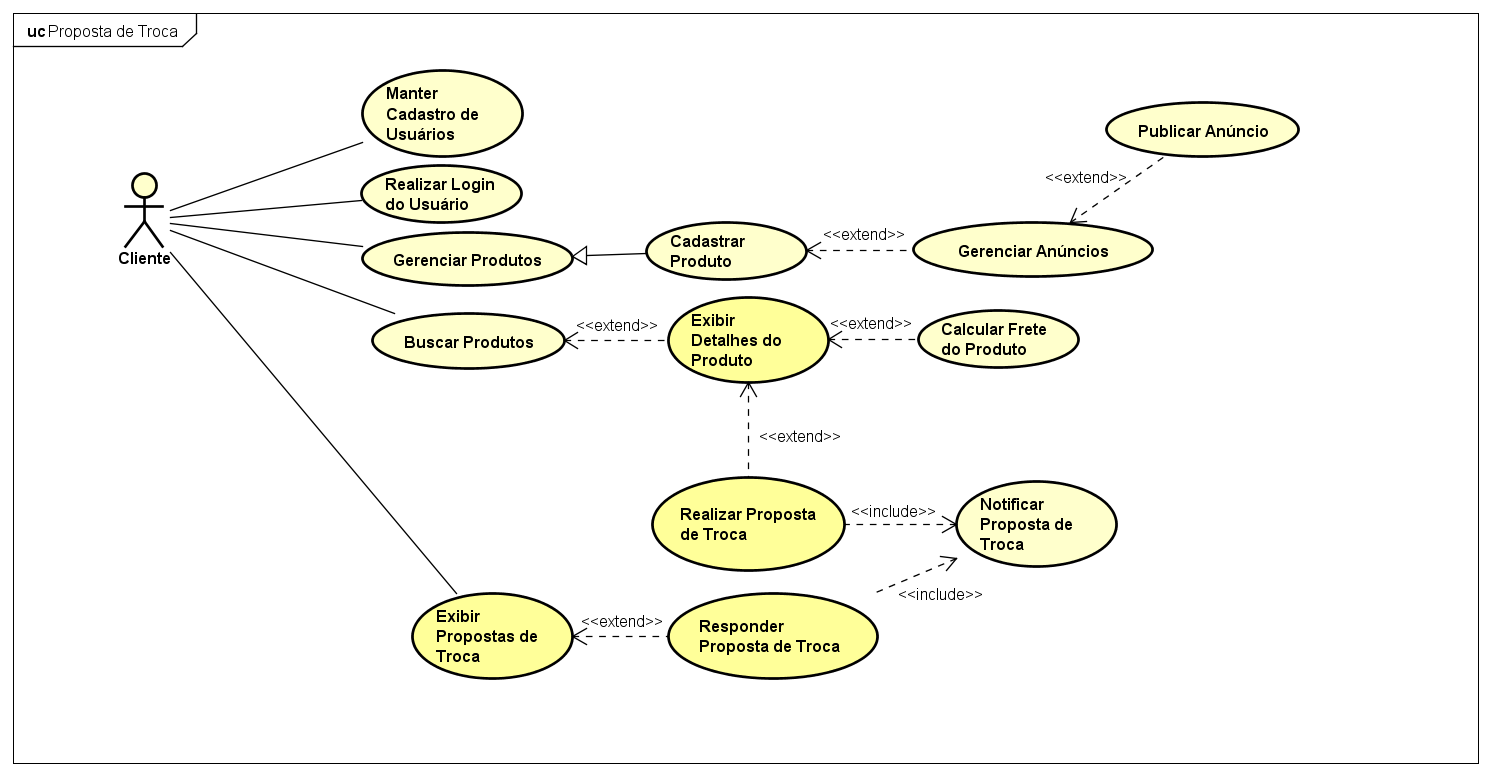 uc Proposta de Troca
Manter
Cadastro de
Usuários
Publicar Anúncio
Realizar Login
do Usuário
<<extend>>
Cliente
Gerenciar Produtos
Cadastrar
Produto
<<extend>>
Gerenciar Anúncios
Buscar Produtos
<<extend>>
Exibir
Detalhes do
Produto
<<extend>>
Calcular Frete
do Produto
<<extend>>
Realizar Proposta
de Troca
<<include>>
Notificar
Proposta de
Troca
<<include>>
Exibir
Propostas de
Troca
<<extend>>
Responder
Proposta de Troca